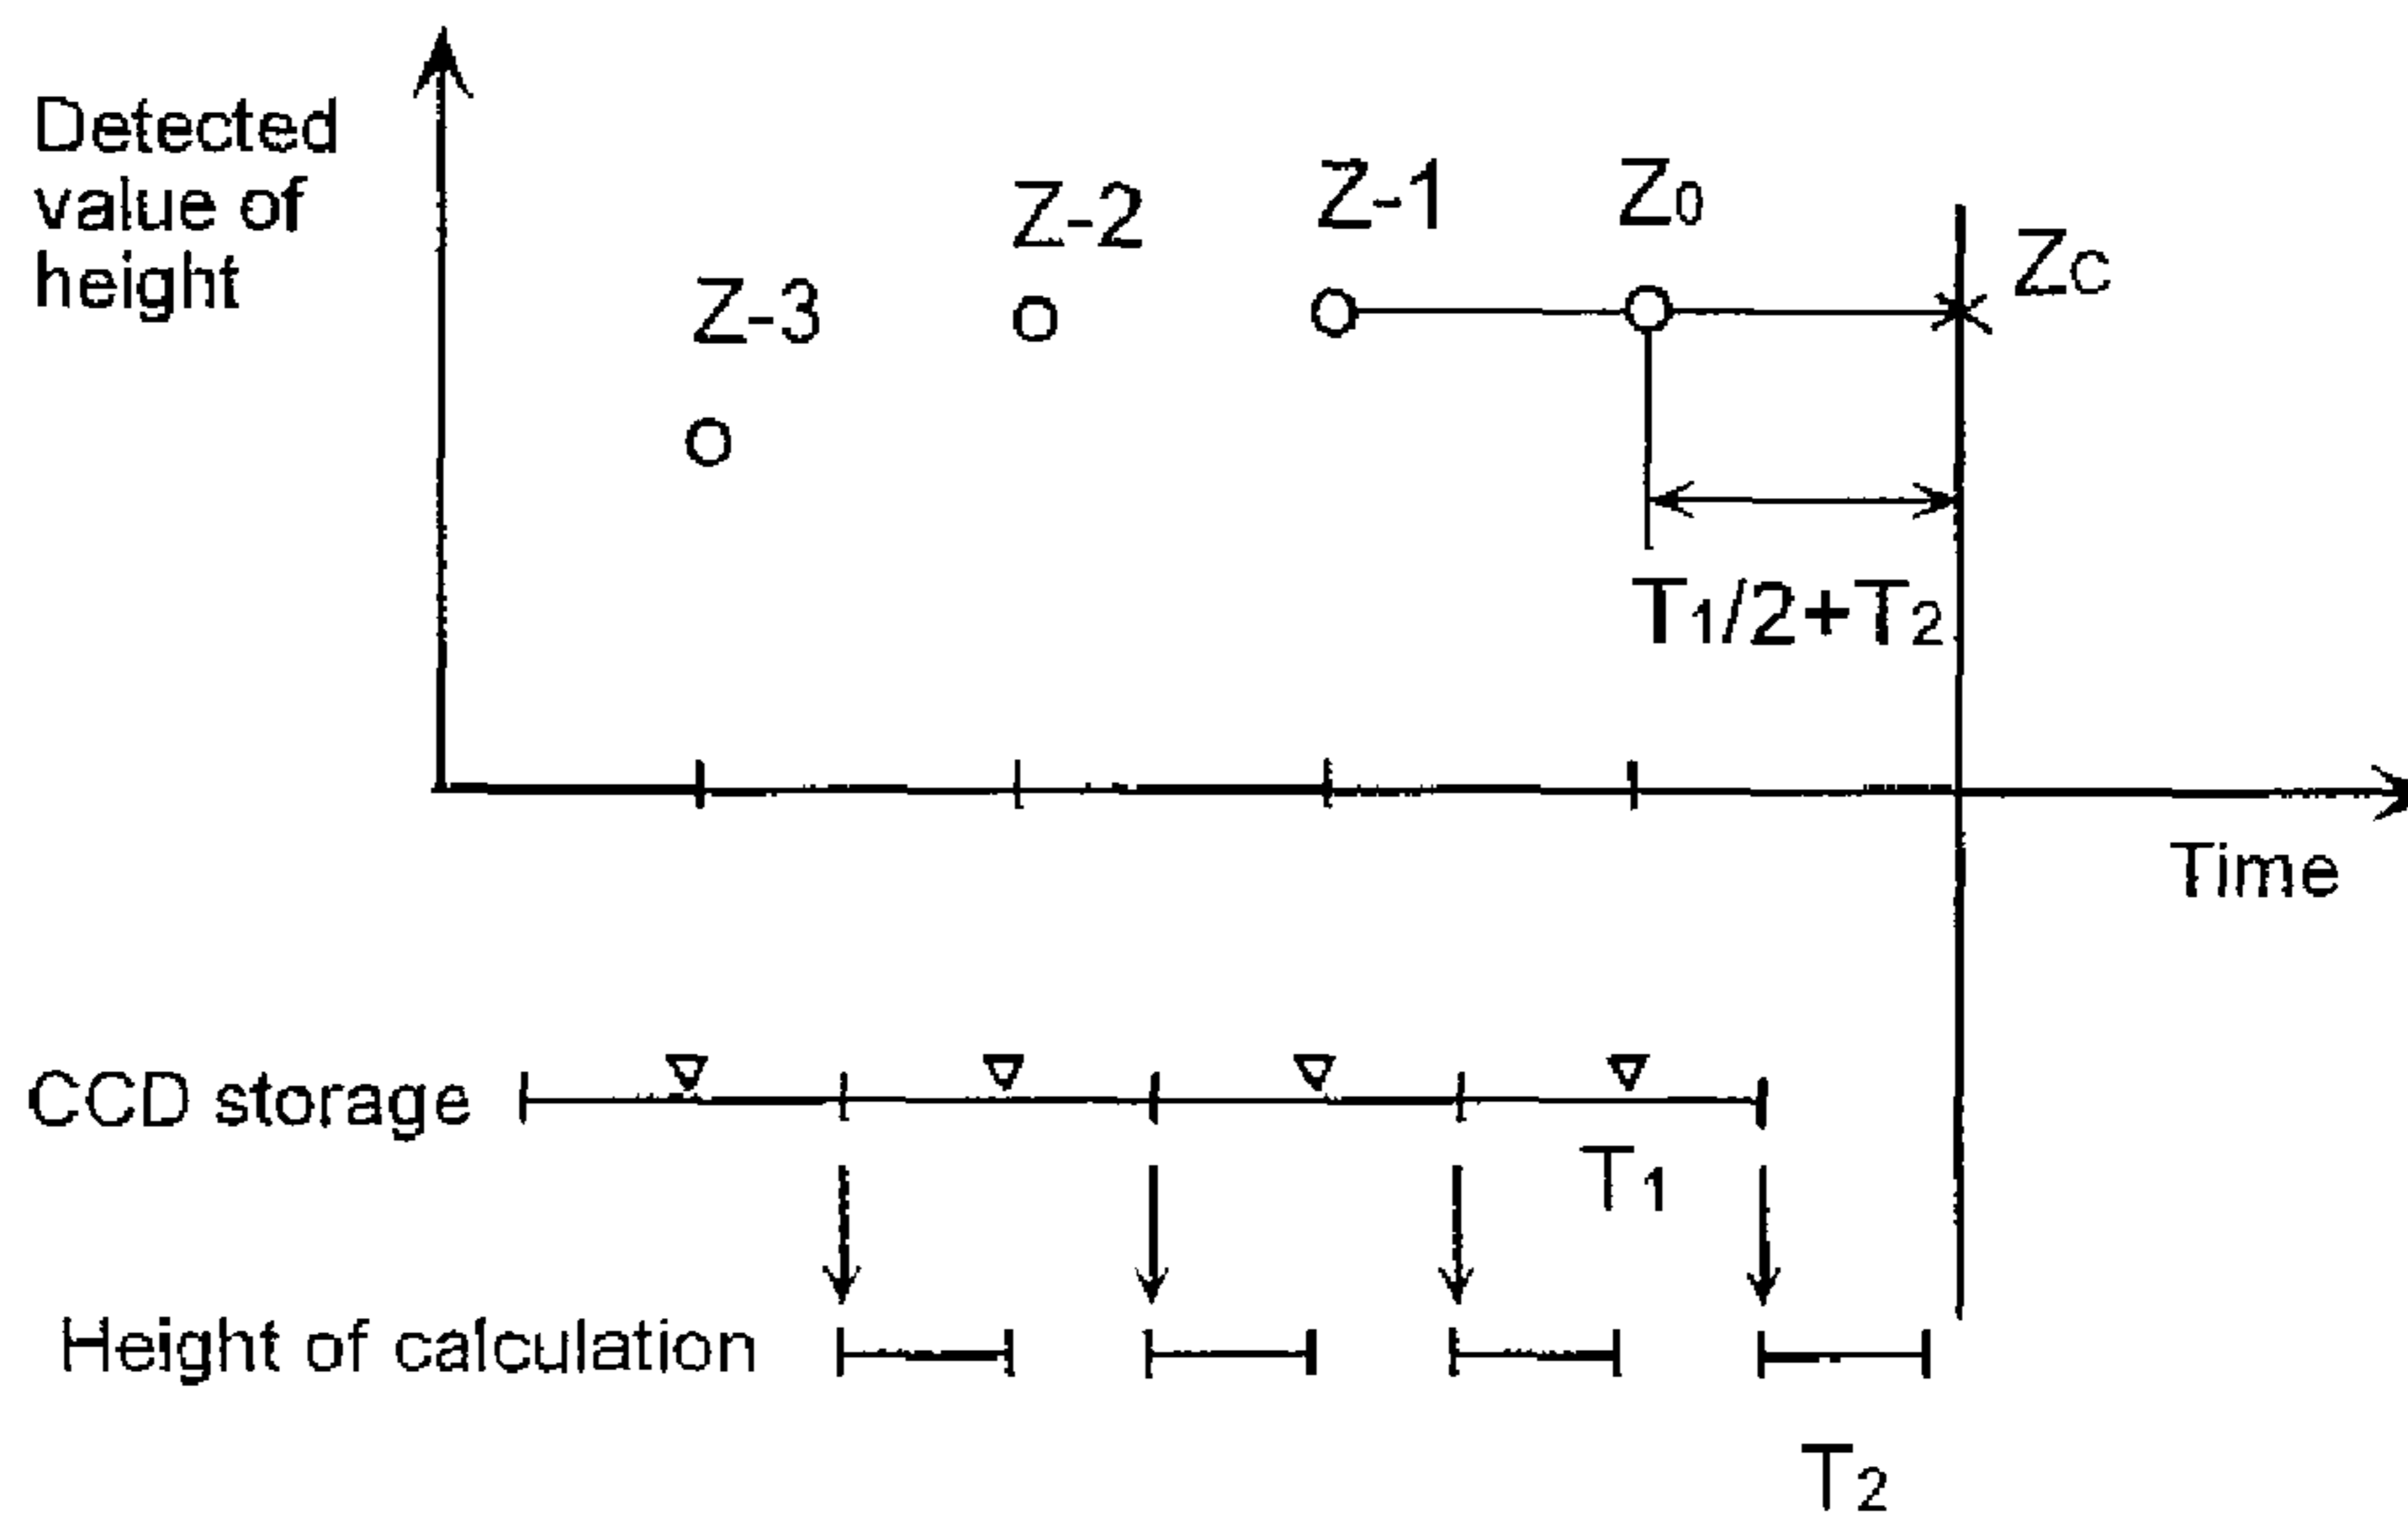 Detected
value of
height
Z-3
Z-2
Z-1
Z0
ZC
T1/2+T2
Time
CCD storage
T1
Height of calculation
T2